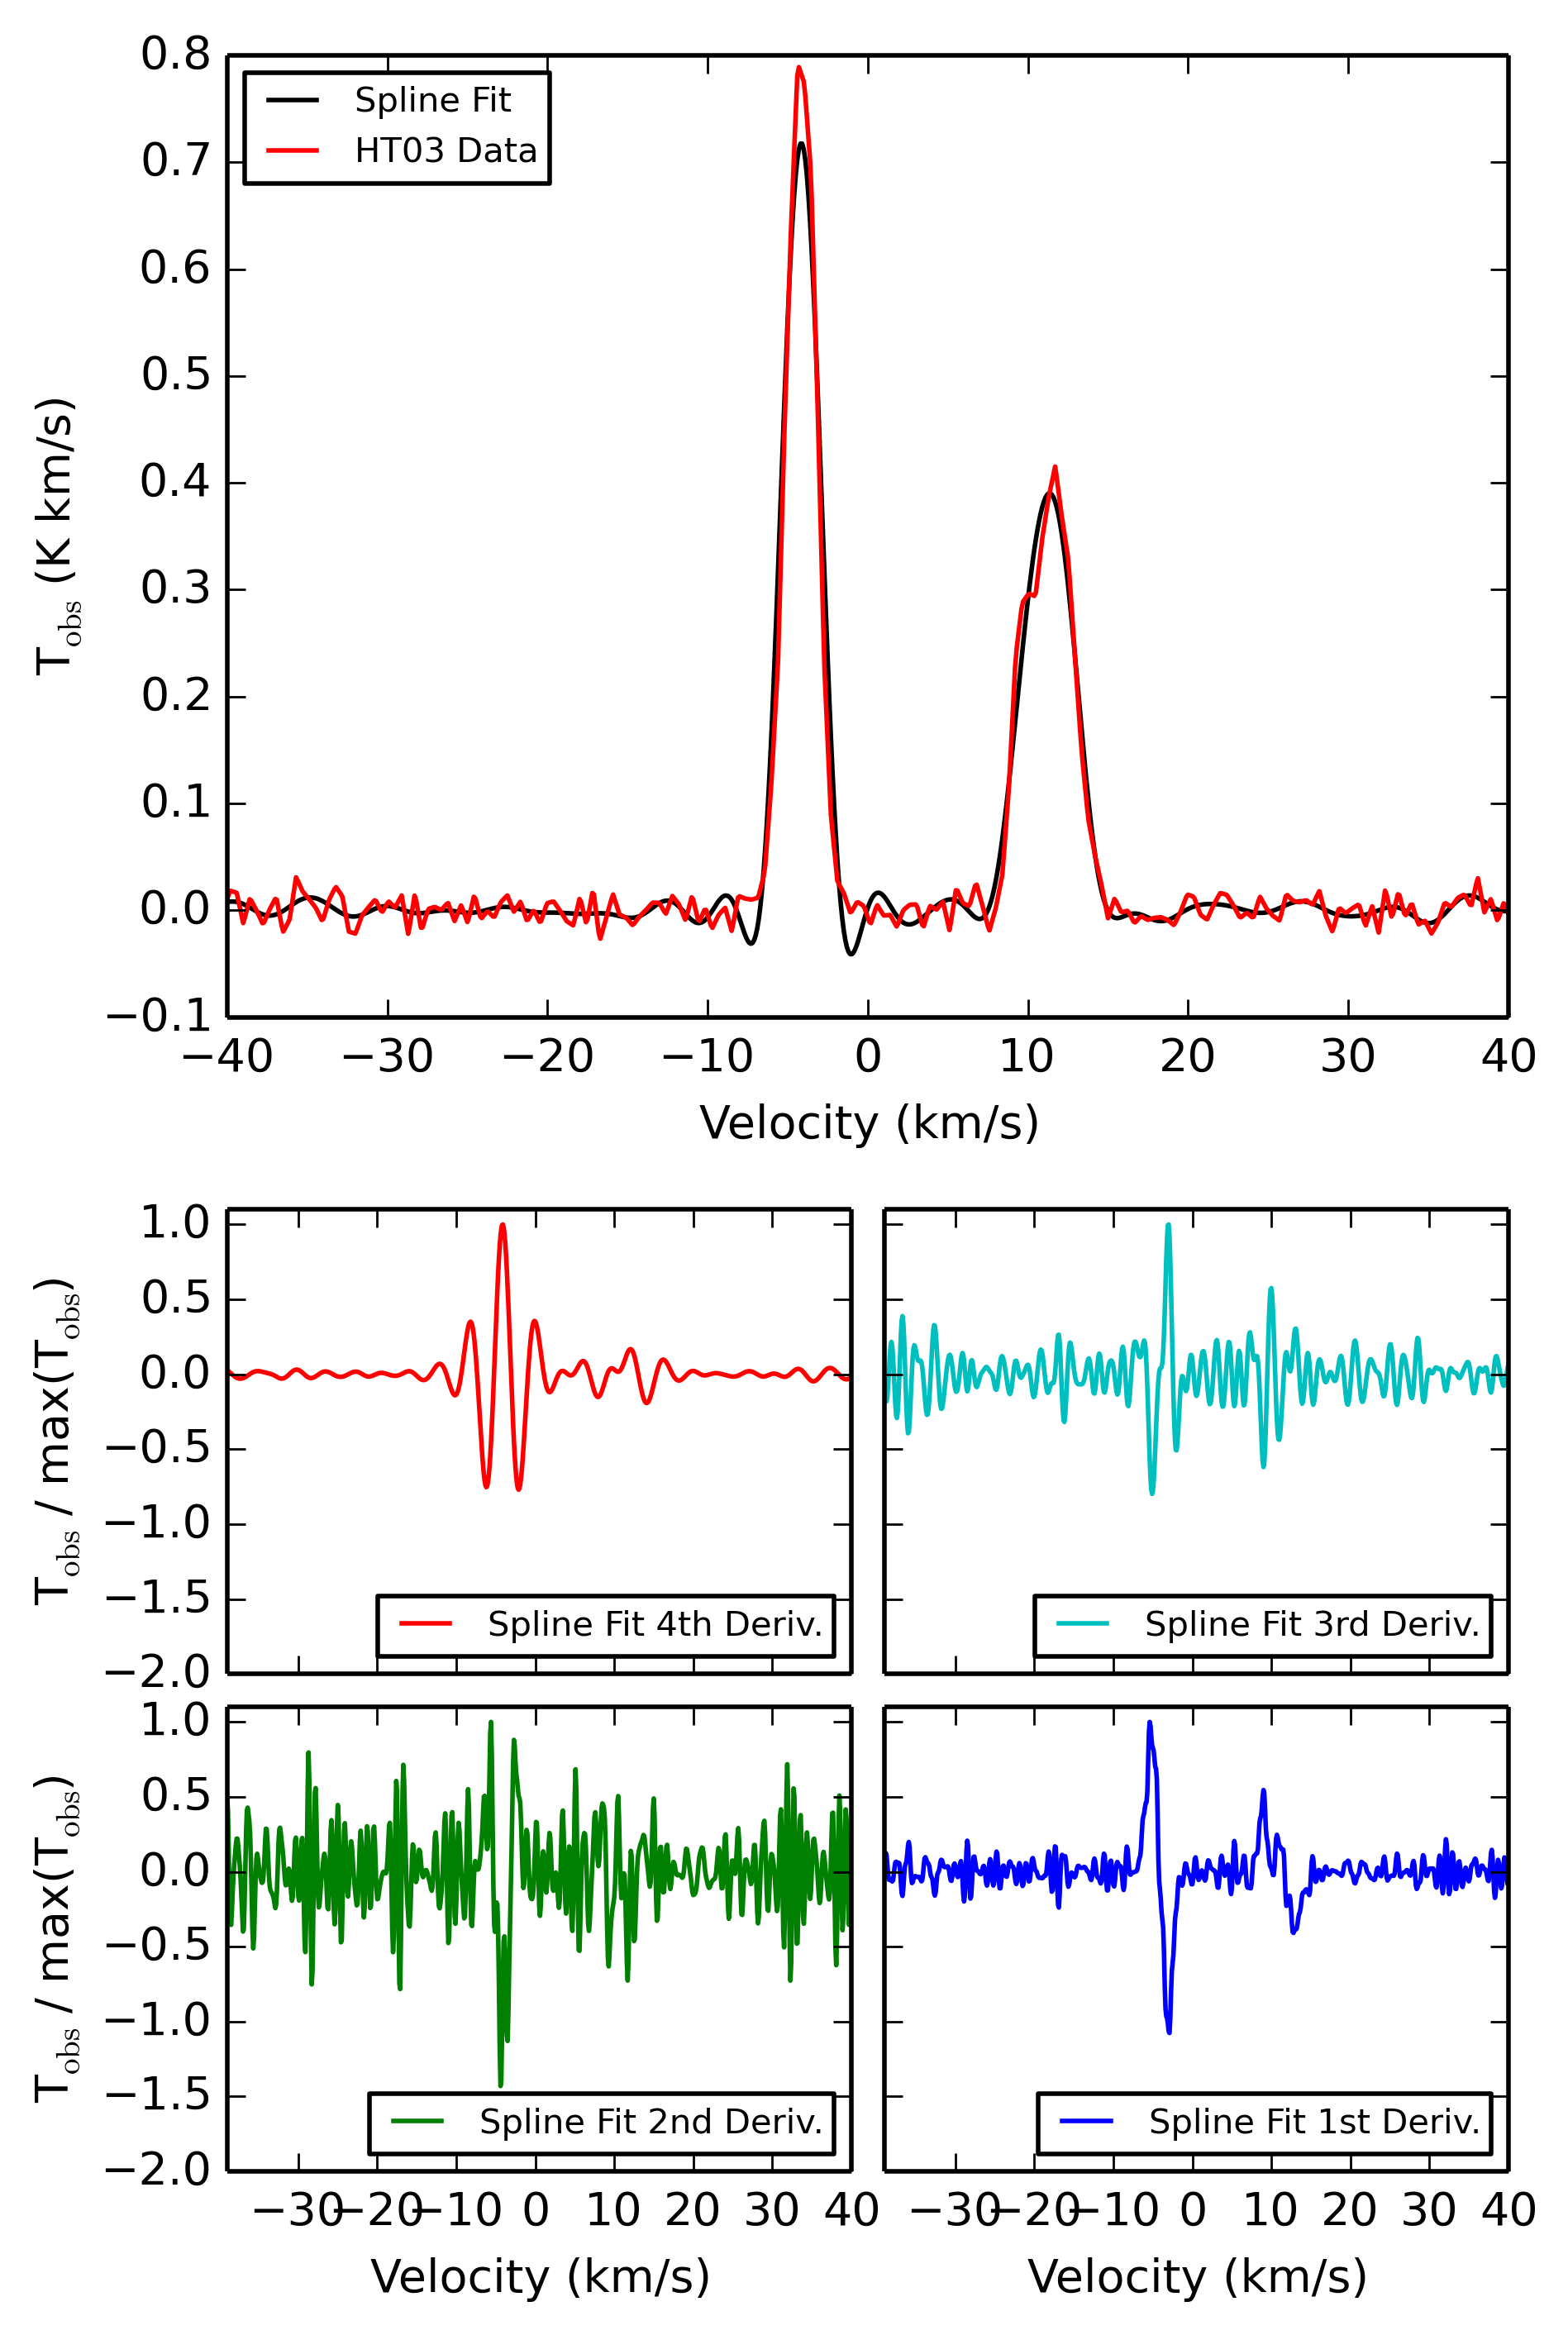 0.8
0.7
0.6
0.5
0.4
0.3
0.2
0.1
0.0
−0.1
T_obs (K km/s)
Spline Fit
HT03 Data
−40 −30 −20 −10 0 10 20 30 40
Velocity (km/s)
1.0
0.5
0.0
−0.5
−1.0
−1.5
−2.0
T_obs / max(T_obs)
Spline Fit 4th Deriv.
Spline Fit 3rd Deriv.
1.0
0.5
0.0
−0.5
−1.0
−1.5
−2.0
T_obs / max(T_obs)
Spline Fit 2nd Deriv.
Spline Fit 1st Deriv.
−30 −20 −10 0 10 20 30 40
−30 −20 −10 0 10 20 30 40
Velocity (km/s)
Velocity (km/s)